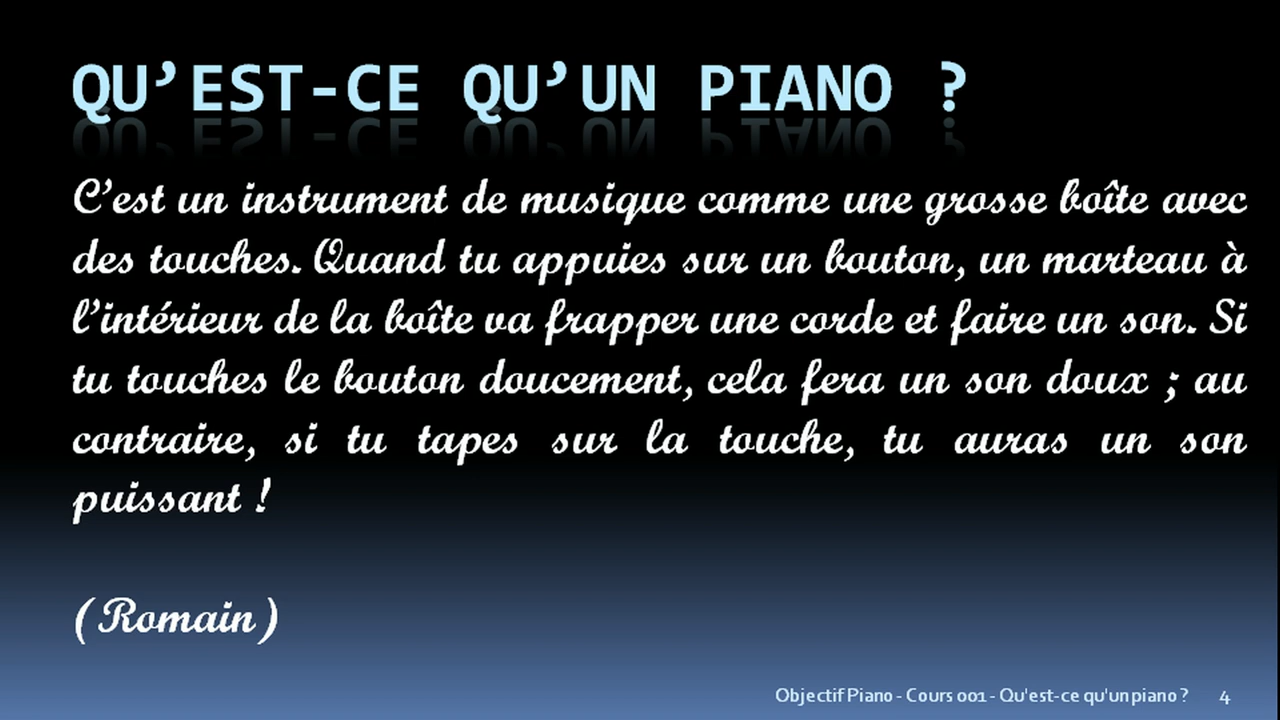 QU’EST-CE QU’UN PIANO ?
C’est un instrument de musique comme une grosse boîte avec
des touches. Quand tu appuies sur un bouton, un marteau à
l’intérieur de la boîte va frapper une corde et faire un son. Si
tu touches le bouton doucement, cela fera un son doux ; au
contraire, si tu tapes sur la touche, tu auras un son
puissant !
(Romain)
Objectif Piano - Cours 001 - Qu'est-ce qu'un piano ? 4